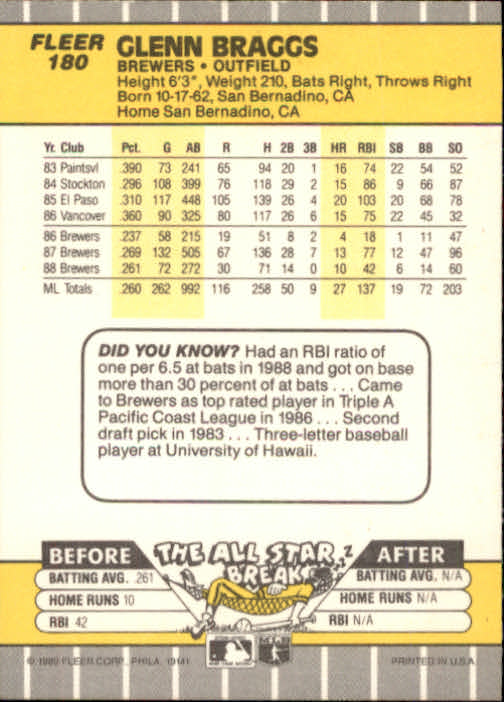 FLEER
180
GLENN BRAGGS
BREWERS • OUTFIELD
Height 6'3", Weight 210, Bats Right, Throws Right
Born 10-17-62, San Bernadino, CA
Home San Bernadino, CA
Yr. Club Pct. G AB R H 2B 3B HR RBI SB BB SO
83 Paintsvl .390 73 241 65 94 20 1 16 74 22 54 52
84 Stockton .296 108 399 76 118 29 2 15 86 9 66 87
85 El Paso .310 117 448 105 139 26 4 20 103 20 68 78
86 Vancover .360 90 325 80 117 26 6 15 75 22 45 32
86 Brewers .237 58 215 19 51 8 2 4 18 1 11 47
87 Brewers .269 132 505 67 136 28 7 13 77 12 47 96
88 Brewers .261 72 272 30 71 14 0 10 42 6 14 60
ML Totals .260 262 992 116 258 50 9 27 137 19 72 203
DID YOU KNOW? Had an RBI ratio of
one per 6.5 at bats in 1988 and got on base
more than 30 percent of at bats . . . Came
to Brewers as top rated player in Triple A
Pacific Coast League in 1986 . . . Second
draft pick in 1983 . . . Three-letter baseball
player at University of Hawaii.
BEFORE THE ALL STAR BREAK AFTER
BATTING AVG. .261 BATTING AVG. N/A
HOME RUNS 10 HOME RUNS N/A
RBI 42 RBI N/A
© 1989 FLEER CORP., PHILA. 19141 PRINTED IN U.S.A.